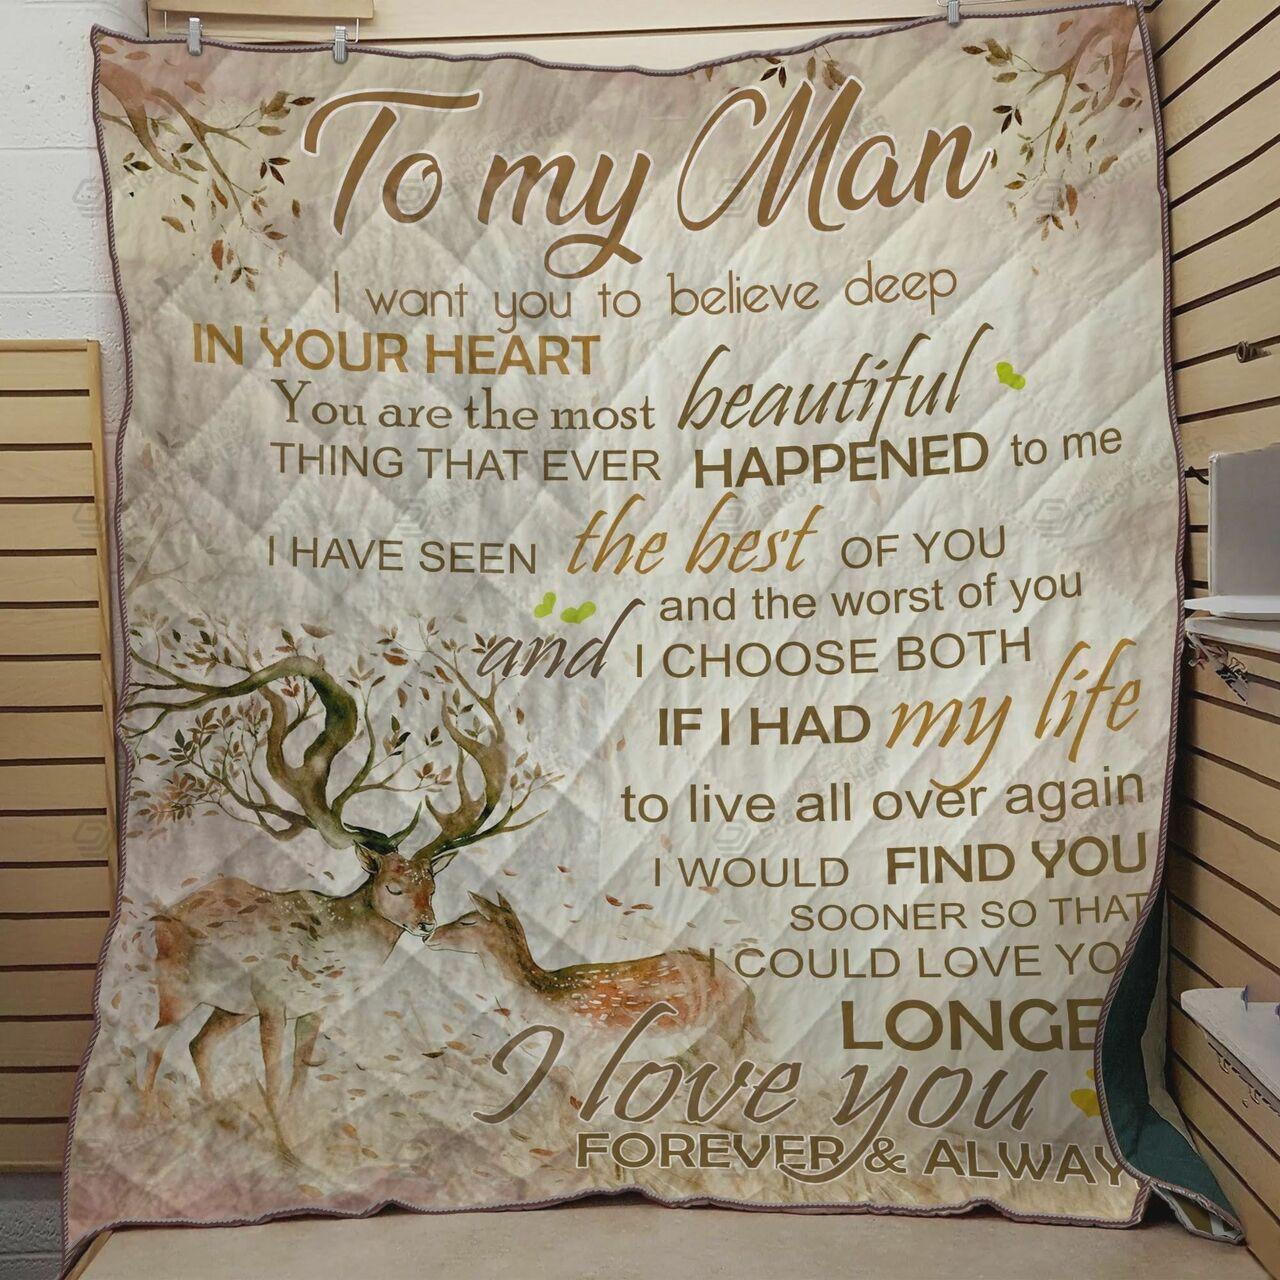 To my Man
I want you to believe deep
IN YOUR HEART
You are the most beautiful
THING THAT EVER HAPPENED to me
I HAVE SEEN the best OF YOU
and the worst of you
and I CHOOSE BOTH
IF I HAD my life
to live all over again
I WOULD FIND YOU
SOONER SO THAT
I COULD LOVE YO
LONGE
I love you
FOREVER & ALWAY